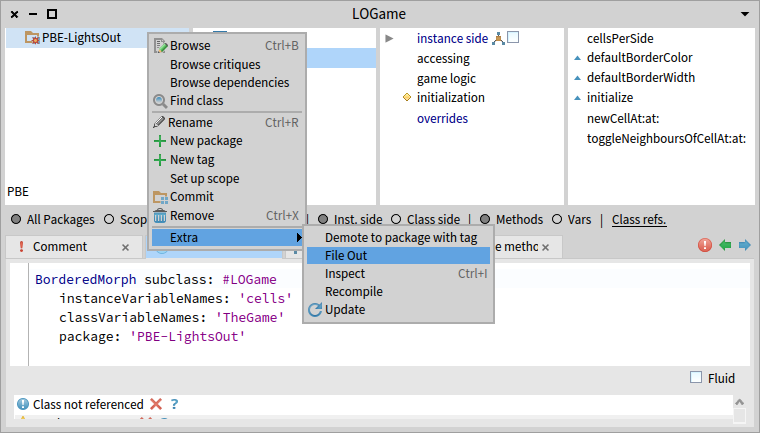 LOGame
PBE-LightsOut
Browse Ctrl+B
Browse critiques
Browse dependencies
Find class
Rename Ctrl+R
New package
New tag
Set up scope
Commit
Remove Ctrl+X
Extra
Demote to package with tag
File Out
Inspect Ctrl+I
Recompile
Update
instance side
accessing
game logic
initialization
overrides
cellsPerSide
defaultBorderColor
defaultBorderWidth
initialize
newCellAt:at:
toggleNeighboursOfCellAt:at:
PBE
All Packages Scop | Inst. side Class side | Methods Vars | Class refs.
Comment × e methc ×
BorderedMorph subclass: #LOGame
instanceVariableNames: 'cells'
classVariableNames: 'TheGame'
package: 'PBE-LightsOut'
Fluid
Class not referenced ?